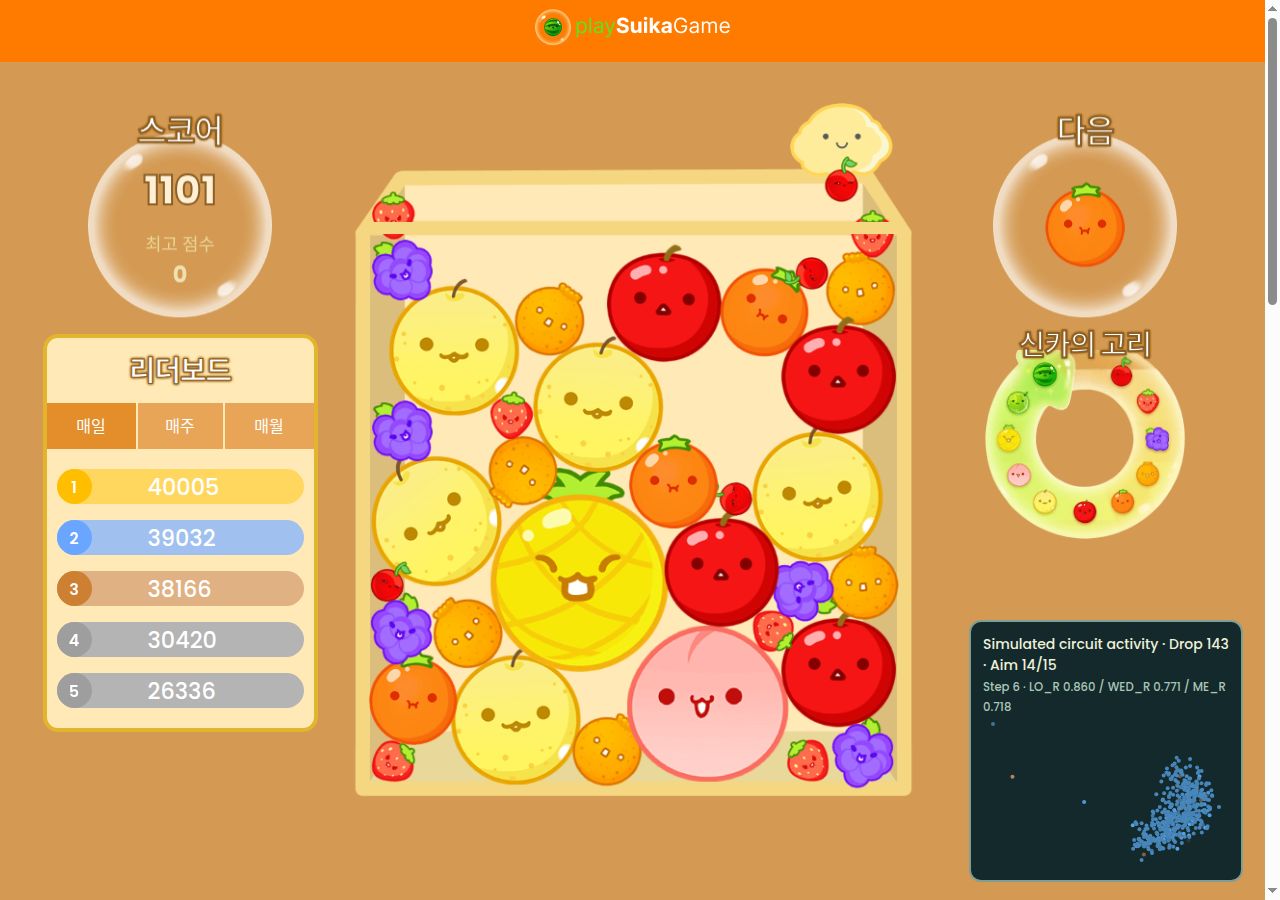 playSuikaGame
스코어
1101
최고 점수
0
리더보드
매일 매주 매월
1 40005
2 39032
3 38166
4 30420
5 26336
다음
신카의 고리
Simulated circuit activity · Drop 143
· Aim 14/15
Step 6 · LO_R 0.860 / WED_R 0.771 / ME_R
0.718